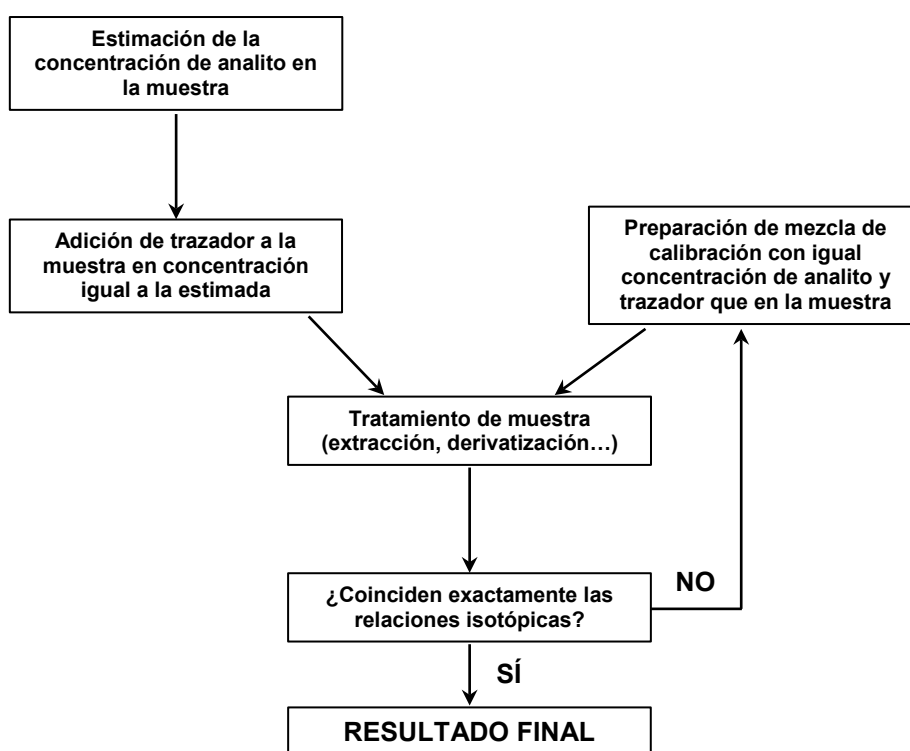 Estimación de la
concentración de analito en
la muestra
Adición de trazador a la
muestra en concentración
igual a la estimada
Preparación de mezcla de
calibración con igual
concentración de analito y
trazador que en la muestra
Tratamiento de muestra
(extracción, derivatización…)
¿Coinciden exactamente las
relaciones isotópicas?
NO
SÍ
RESULTADO FINAL